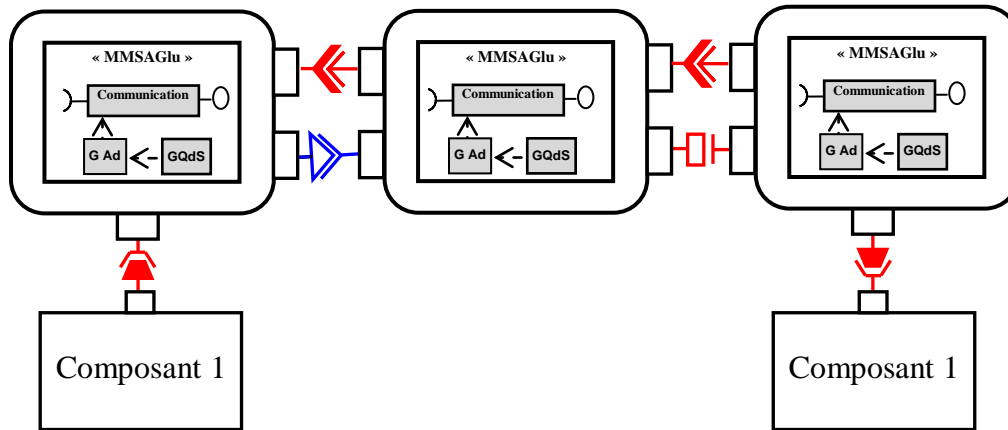 « MMSAGlu »
Communication
G Ad
GQdS
« MMSAGlu »
Communication
G Ad
GQdS
« MMSAGlu »
Communication
G Ad
GQdS
Composant 1
Composant 1